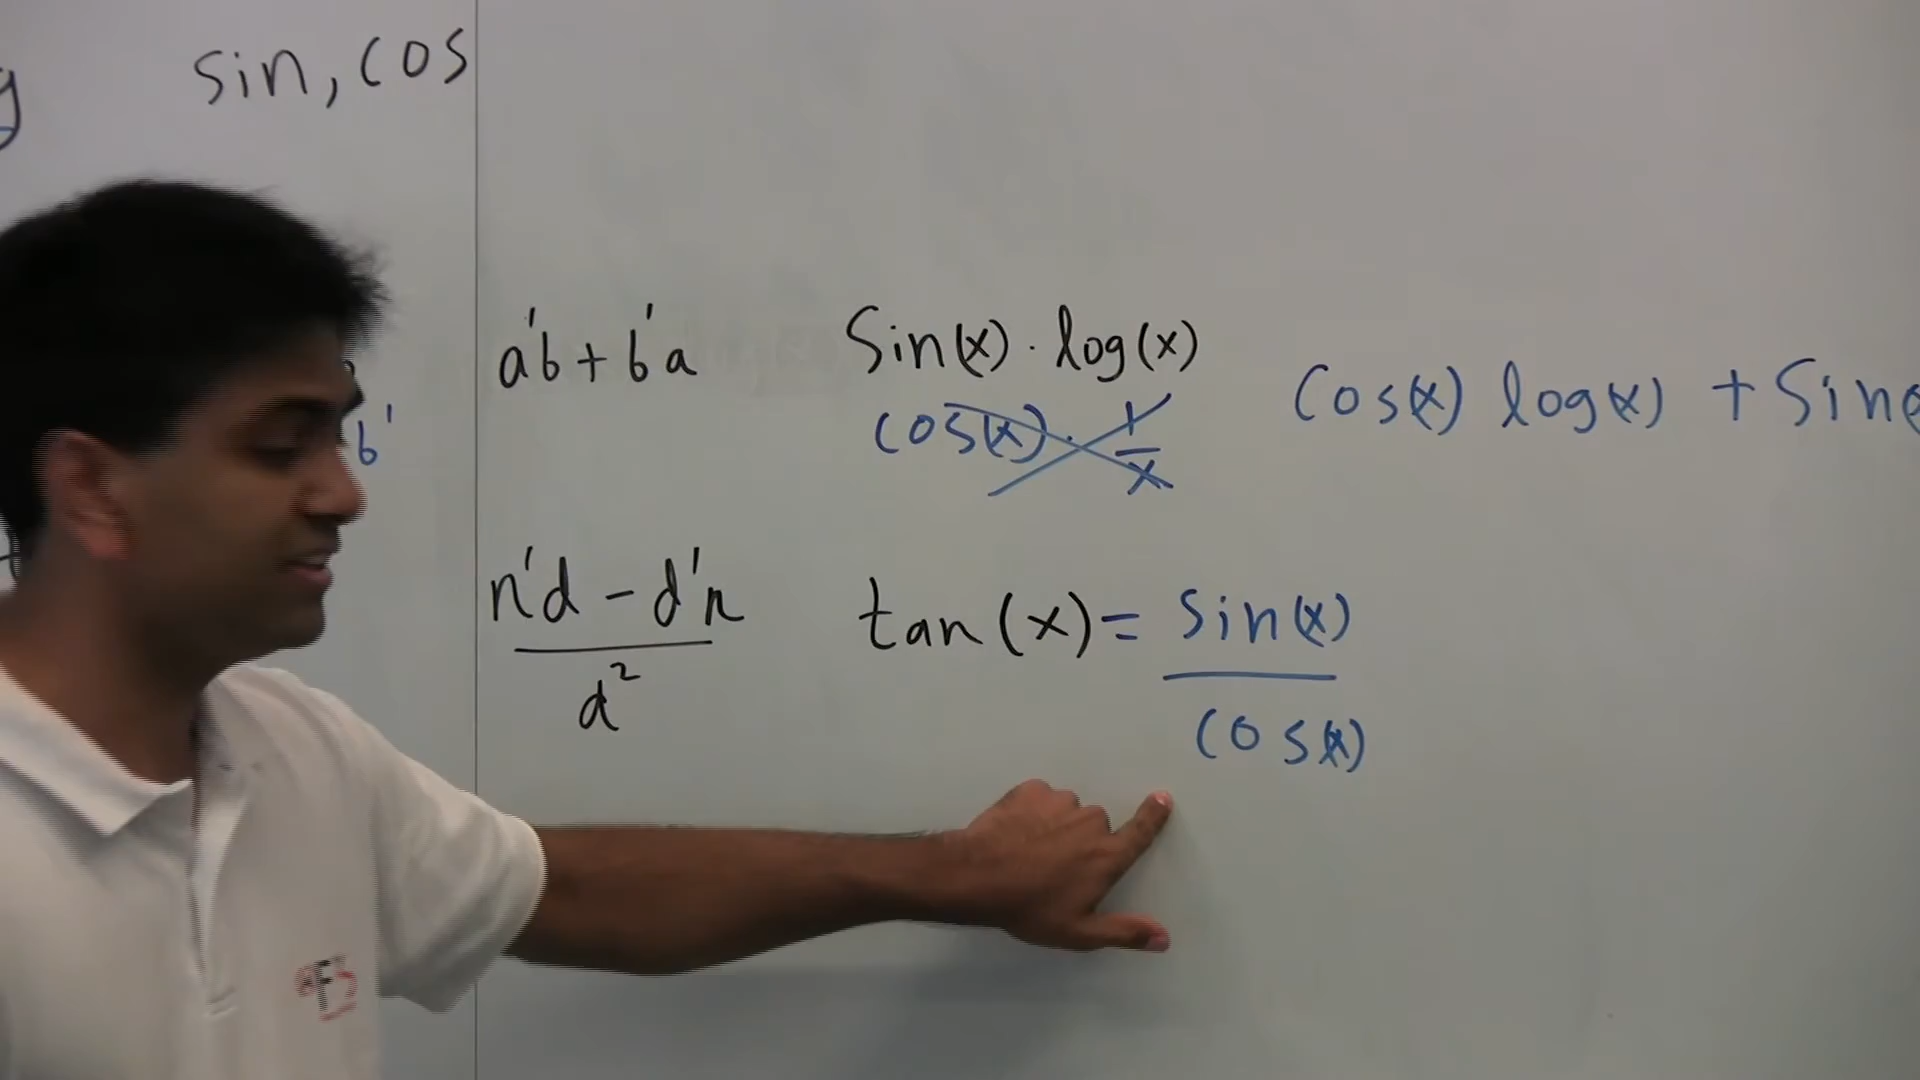 sin, cos
a'b + b'a
Sin(x) · log(x)
cos(x) · 1/x
Cos(x) log(x) + Sin
b'
n'd - d'n
d²
tan(x) = sin(x)
cos(x)